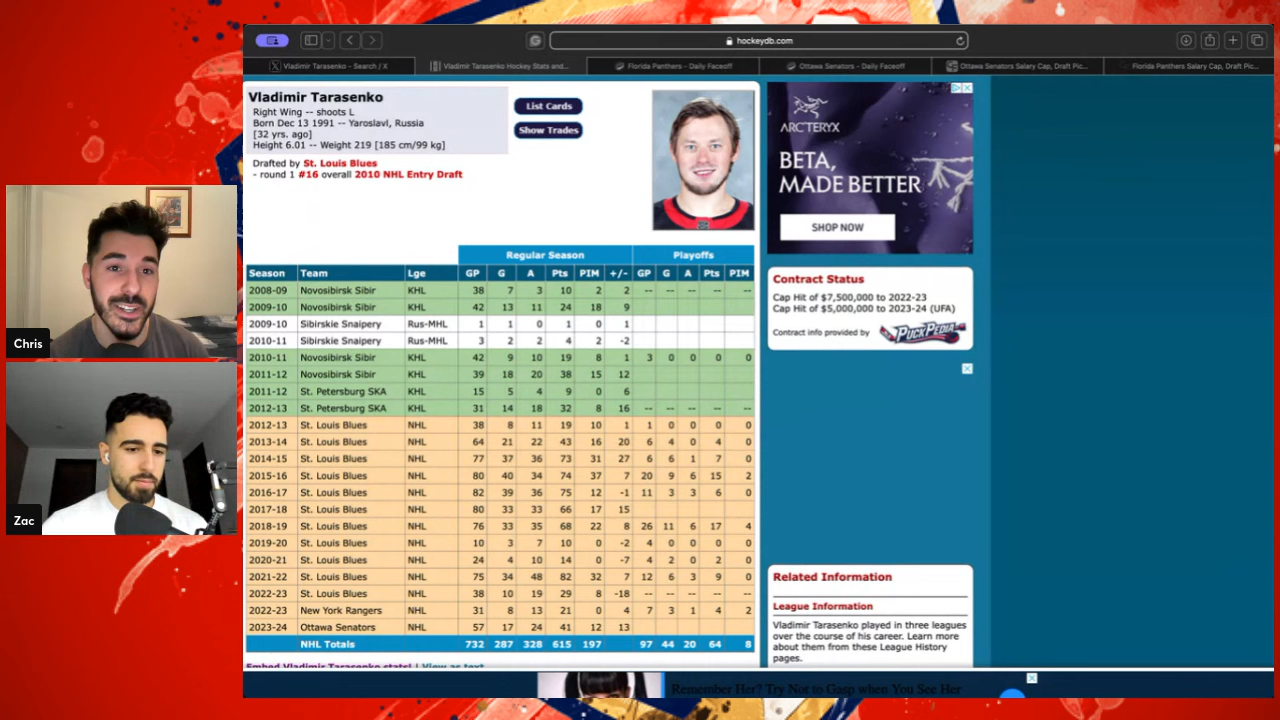 hockeydb.com
Vladimir Tarasenko - Search / X
Vladimir Tarasenko Hockey Stats and...
Florida Panthers - Daily Faceoff
Ottawa Senators - Daily Faceoff
Ottawa Senators Salary Cap, Draft Pic...
Florida Panthers Salary Cap, Draft Pic...
Vladimir Tarasenko
Right Wing -- shoots L
Born Dec 13 1991 -- Yaroslavl, Russia
[32 yrs. ago]
Height 6.01 -- Weight 219 [185 cm/99 kg]
List Cards
Show Trades
Drafted by St. Louis Blues
- round 1 #16 overall 2010 NHL Entry Draft
Regular Season Playoffs
Season Team Lge GP G A Pts PIM +/- GP G A Pts PIM
2008-09 Novosibirsk Sibir KHL 38 7 3 10 2 2 -- -- -- -- --
2009-10 Novosibirsk Sibir KHL 42 13 11 24 18 9
2009-10 Sibirskie Snaipery Rus-MHL 1 1 0 1 0 1
2010-11 Sibirskie Snaipery Rus-MHL 3 2 2 4 2 -2
2010-11 Novosibirsk Sibir KHL 42 9 10 19 8 1 3 0 0 0 0
2011-12 Novosibirsk Sibir KHL 39 18 20 38 15 12
2011-12 St. Petersburg SKA KHL 15 5 4 9 0 6
2012-13 St. Petersburg SKA KHL 31 14 18 32 8 16 -- -- -- -- --
2012-13 St. Louis Blues NHL 38 8 11 19 10 1 1 0 0 0 0
2013-14 St. Louis Blues NHL 64 21 22 43 16 20 6 4 0 4 0
2014-15 St. Louis Blues NHL 77 37 36 73 31 27 6 6 1 7 0
2015-16 St. Louis Blues NHL 80 40 34 74 37 7 20 9 6 15 2
2016-17 St. Louis Blues NHL 82 39 36 75 12 -1 11 3 3 6 0
2017-18 St. Louis Blues NHL 80 33 33 66 17 15
2018-19 St. Louis Blues NHL 76 33 35 68 22 8 26 11 6 17 4
2019-20 St. Louis Blues NHL 10 3 7 10 0 -2 4 0 0 0 0
2020-21 St. Louis Blues NHL 24 4 10 14 0 -7 4 2 0 2 0
2021-22 St. Louis Blues NHL 75 34 48 82 32 7 12 6 3 9 0
2022-23 St. Louis Blues NHL 38 10 19 29 8 -18 -- -- -- -- --
2022-23 New York Rangers NHL 31 8 13 21 0 4 7 3 1 4 2
2023-24 Ottawa Senators NHL 57 17 24 41 12 13
NHL Totals 732 287 328 615 197 97 44 20 64 8
Embed Vladimir Tarasenko stats! | View as text
ARC'TERYX
BETA,
MADE BETTER
SHOP NOW
Contract Status
Cap Hit of $7,500,000 to 2022-23
Cap Hit of $5,000,000 to 2023-24 (UFA)
Contract info provided by PUCKPEDIA
Related Information
League Information
Vladimir Tarasenko played in three leagues
over the course of his career. Learn more
about them from these League History
pages.
Remember Her? Try Not to Gasp when You See Her
Chris
Zac